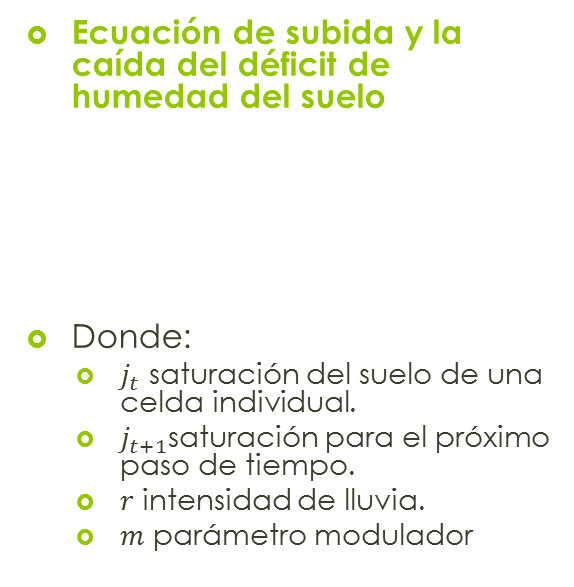 Ecuación de subida y la
caída del déficit de
humedad del suelo
Donde:
j_t saturación del suelo de una
celda individual.
j_{t+1}saturación para el próximo
paso de tiempo.
r intensidad de lluvia.
m parámetro modulador